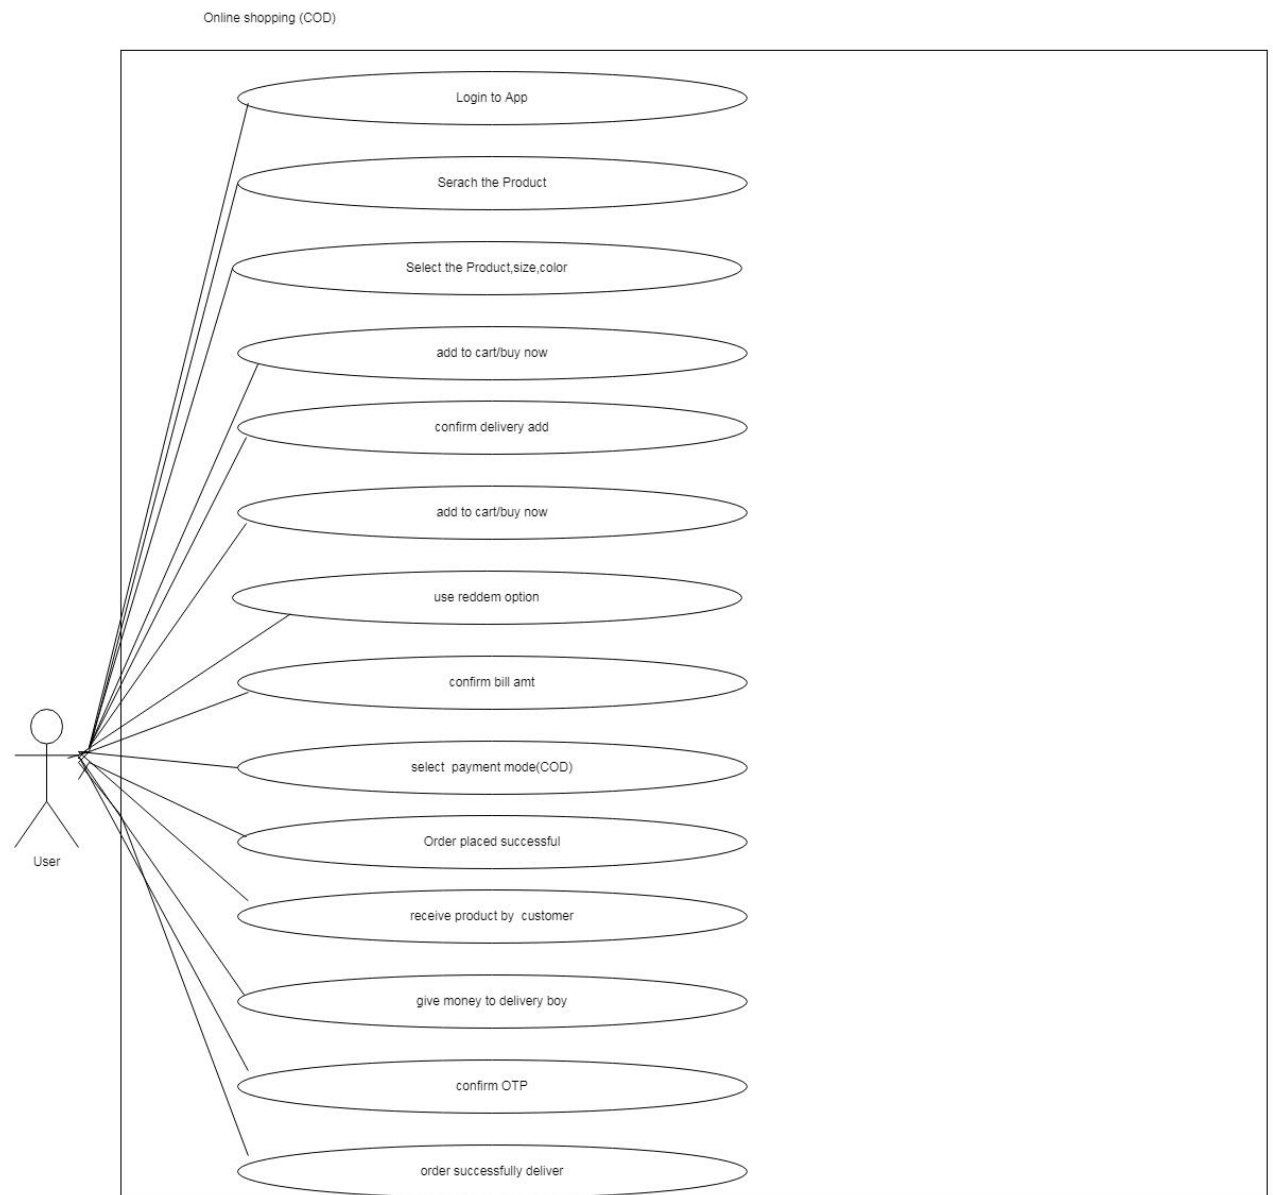 Online shopping (COD)
Login to App
Serach the Product
Select the Product,size,color
add to cart/buy now
confirm delivery add
add to cart/buy now
use reddem option
confirm bill amt
select  payment mode(COD)
Order placed successful
User
receive product by  customer
give money to delivery boy
confirm OTP
order successfully deliver